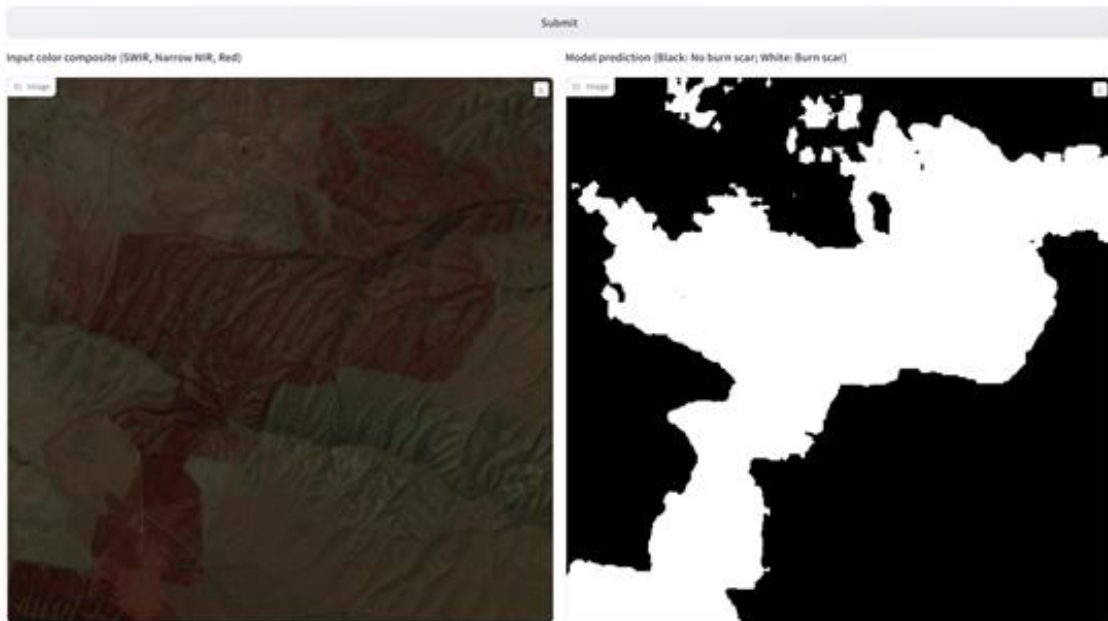 Submit
Input color composite (SWIR, Narrow NIR, Red)
Model prediction (Black: No burn scar; White: Burn scar)
Image
Image